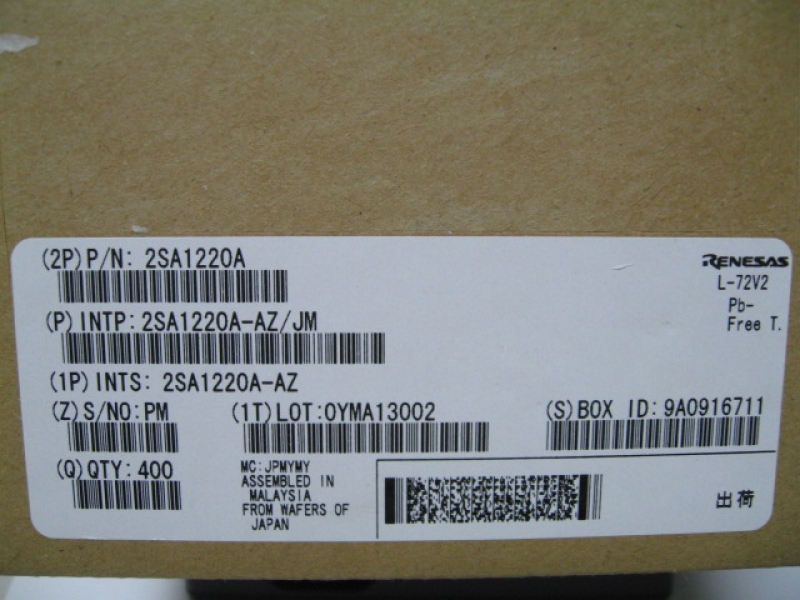 (2P)P/N: 2SA1220A
RENESAS
L-72V2
Pb-
Free T.
(P)INTP:2SA1220A-AZ/JM
(1P)INTS: 2SA1220A-AZ
(Z)S/NO:PM
(1T)LOT:0YMA13002
(S)BOX ID:9A0916711
(Q)QTY:400
MC:JPMYMY
ASSEMBLED IN
MALAYSIA
FROM WAFERS OF
JAPAN
出荷